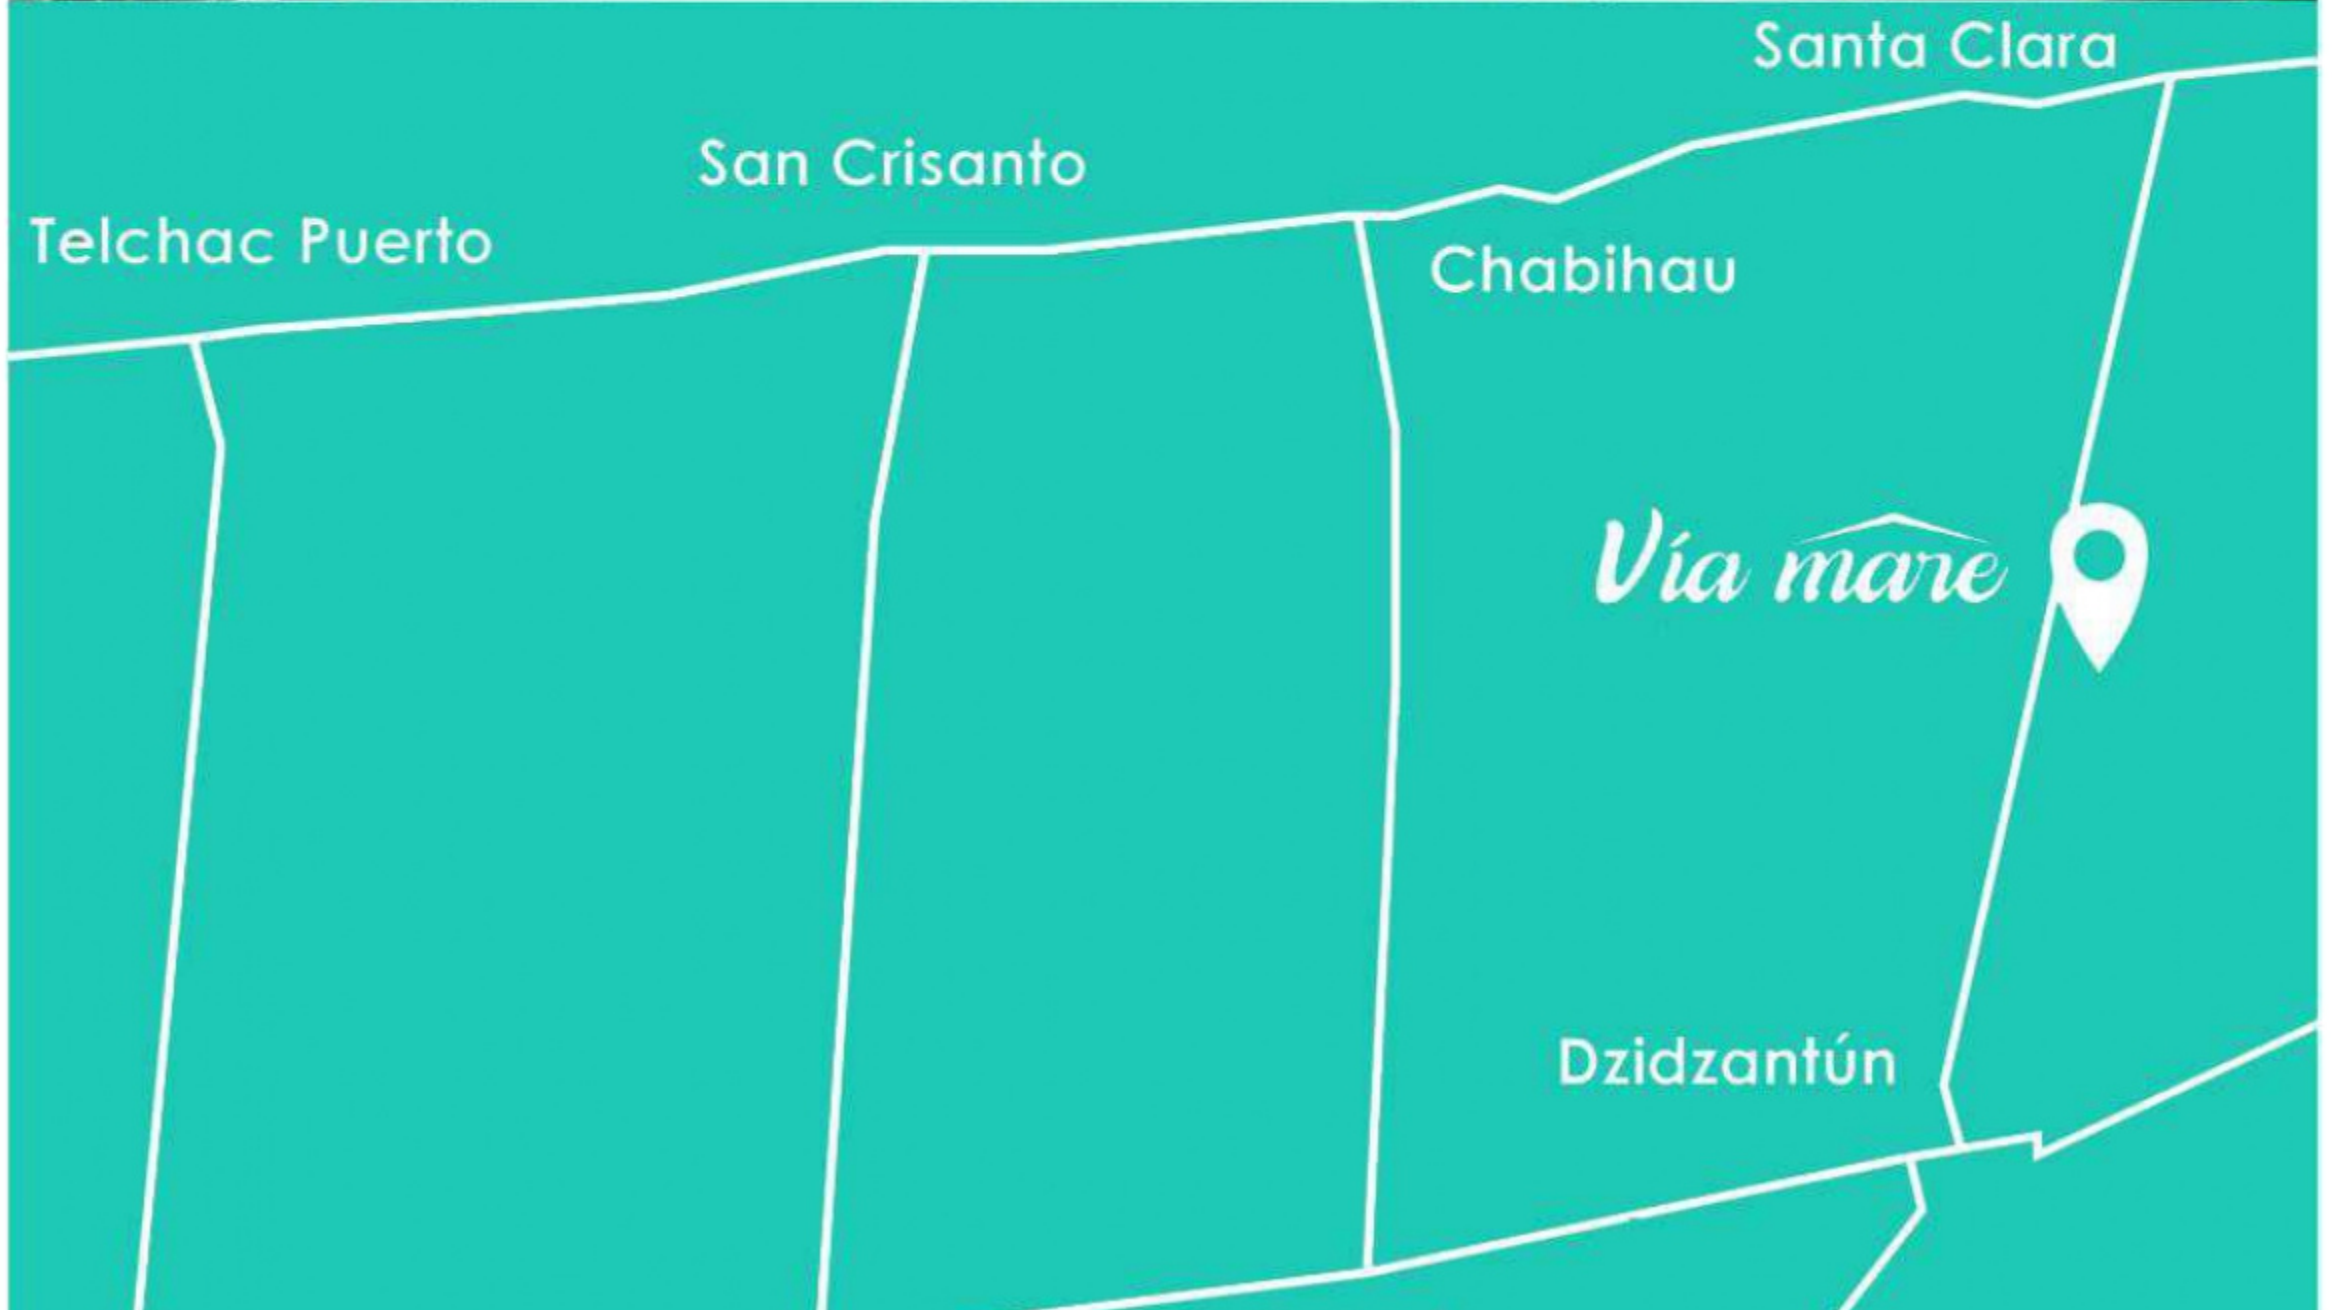 Santa Clara
San Crisanto
Telchac Puerto
Chabihau
Vía mare
Dzidzantún